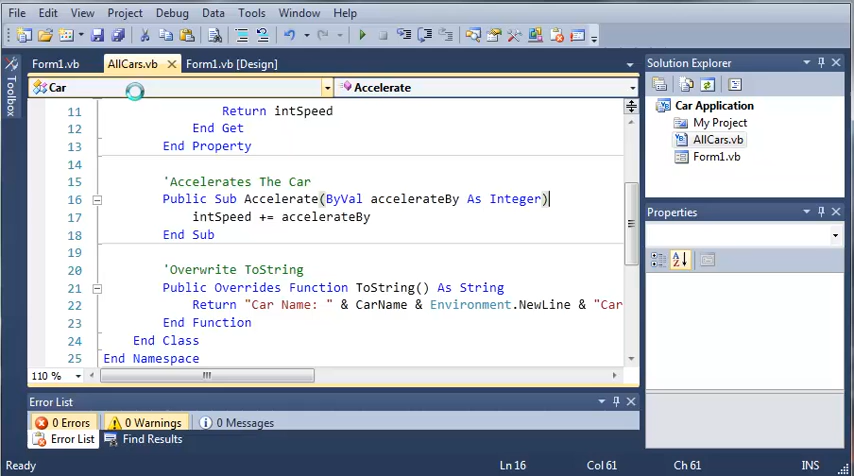 File Edit View Project Debug Data Tools Window Help
Form1.vb AllCars.vb Form1.vb [Design]
Toolbox
Car Accelerate
11 Return intSpeed
12 End Get
13 End Property
14
15 'Accelerates The Car
16 Public Sub Accelerate(ByVal accelerateBy As Integer)
17 intSpeed += accelerateBy
18 End Sub
19
20 'Overwrite ToString
21 Public Overrides Function ToString() As String
22 Return "Car Name: " & CarName & Environment.NewLine & "Car
23 End Function
24 End Class
25 End Namespace
110 %
Solution Explorer
Car Application
My Project
AllCars.vb
Form1.vb
Properties
Error List
0 Errors 0 Warnings 0 Messages
Error List Find Results
Ready Ln 16 Col 61 Ch 61 INS